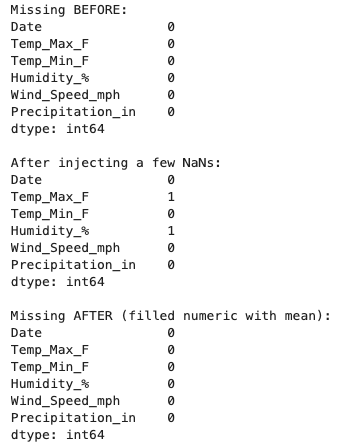 Missing BEFORE:
Date                0
Temp_Max_F          0
Temp_Min_F          0
Humidity_%          0
Wind_Speed_mph      0
Precipitation_in    0
dtype: int64

After injecting a few NaNs:
Date                0
Temp_Max_F          1
Temp_Min_F          0
Humidity_%          1
Wind_Speed_mph      0
Precipitation_in    0
dtype: int64

Missing AFTER (filled numeric with mean):
Date                0
Temp_Max_F          0
Temp_Min_F          0
Humidity_%          0
Wind_Speed_mph      0
Precipitation_in    0
dtype: int64